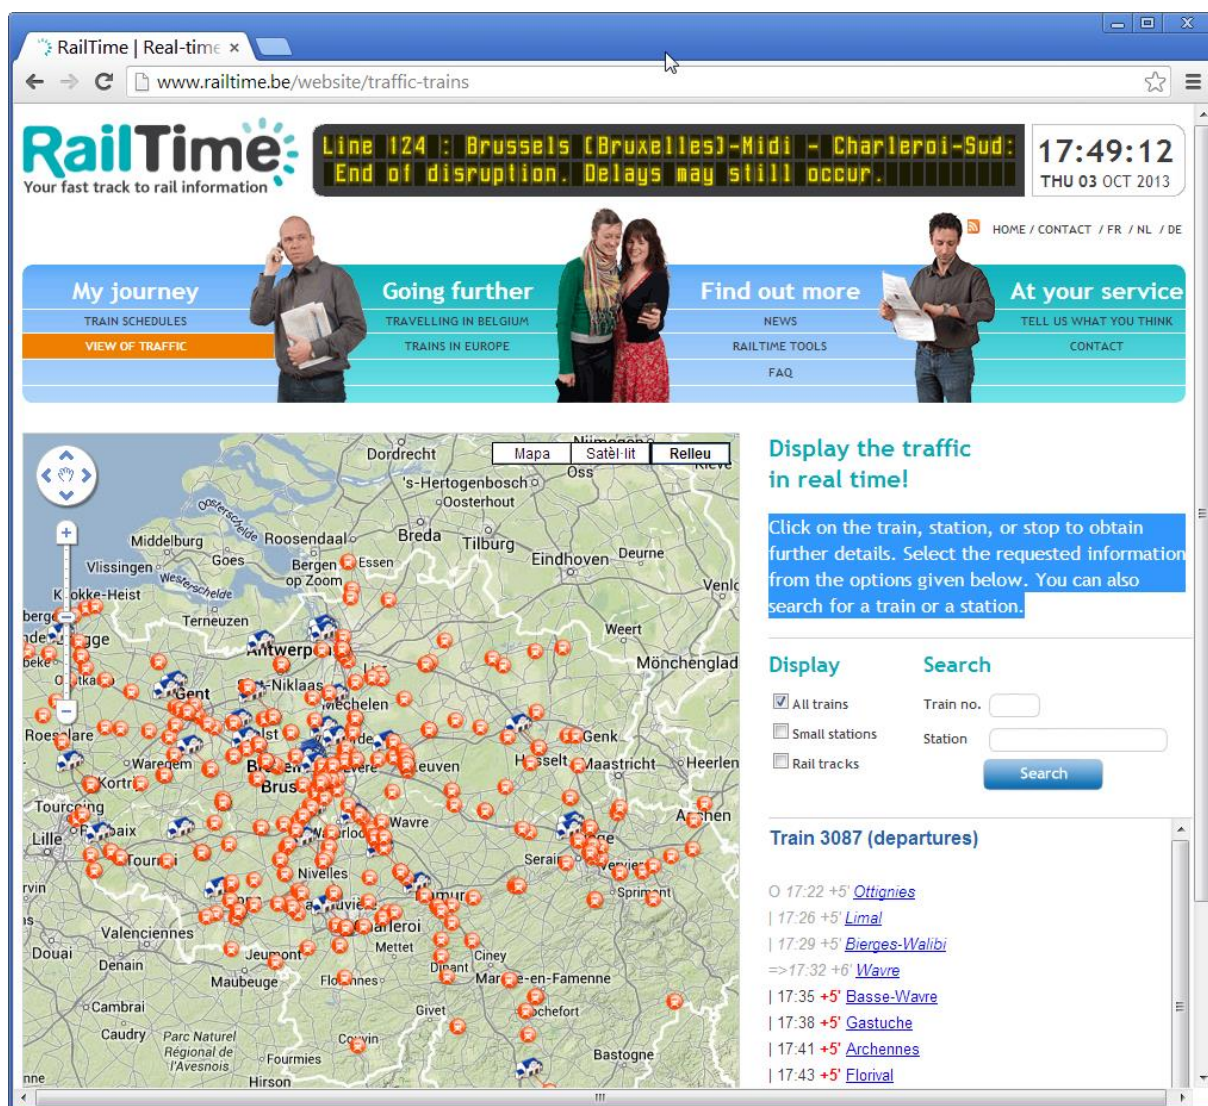 RailTime | Real-time
www.railtime.be/website/traffic-trains
RailTime
Your fast track to rail information
Line 124 : Brussels (Bruxelles)-Midi - Charleroi-Sud:
End of disruption. Delays may still occur.
17:49:12
THU 03 OCT 2013
HOME / CONTACT / FR / NL / DE
My journey
TRAIN SCHEDULES
VIEW OF TRAFFIC
Going further
TRAVELLING IN BELGIUM
TRAINS IN EUROPE
Find out more
NEWS
RAILTIME TOOLS
FAQ
At your service
TELL US WHAT YOU THINK
CONTACT
Mapa
Satèl·lit
Relleu
Dordrecht
Oss
's-Hertogenbosch
Oosterhout
Oosterschelde
Middelburg
Goes
Roosendaal
Breda
Tilburg
Eindhoven
Deurne
Vlissingen
Westerschelde
Bergen
op Zoom
Essen
Terneuzen
Weert
Gent
Mechelen
Mönchenglad
Genk
Waregem
Maastricht
Heerlen
Tourcoing
Lille
Wavre
Nivelles
Sprimont
Valenciennes
Douai
Denain
Jeumont
Mettet
Ciney
Maubeuge
Dinant
Cambrai
Givet
Caudry
Parc Naturel
Régional de
l'Avesnois
Fourmies
Hirson
Bastogne
Display the traffic
in real time!
Click on the train, station, or stop to obtain
further details. Select the requested information
from the options given below. You can also
search for a train or a station.
Display
All trains
Small stations
Rail tracks
Search
Train no.
Station
Search
Train 3087 (departures)
O 17:22 +5' Ottignies
| 17:26 +5' Limal
| 17:29 +5' Bierges-Walibi
=>17:32 +6' Wavre
| 17:35 +5' Basse-Wavre
| 17:38 +5' Gastuche
| 17:41 +5' Archennes
| 17:43 +5' Florival